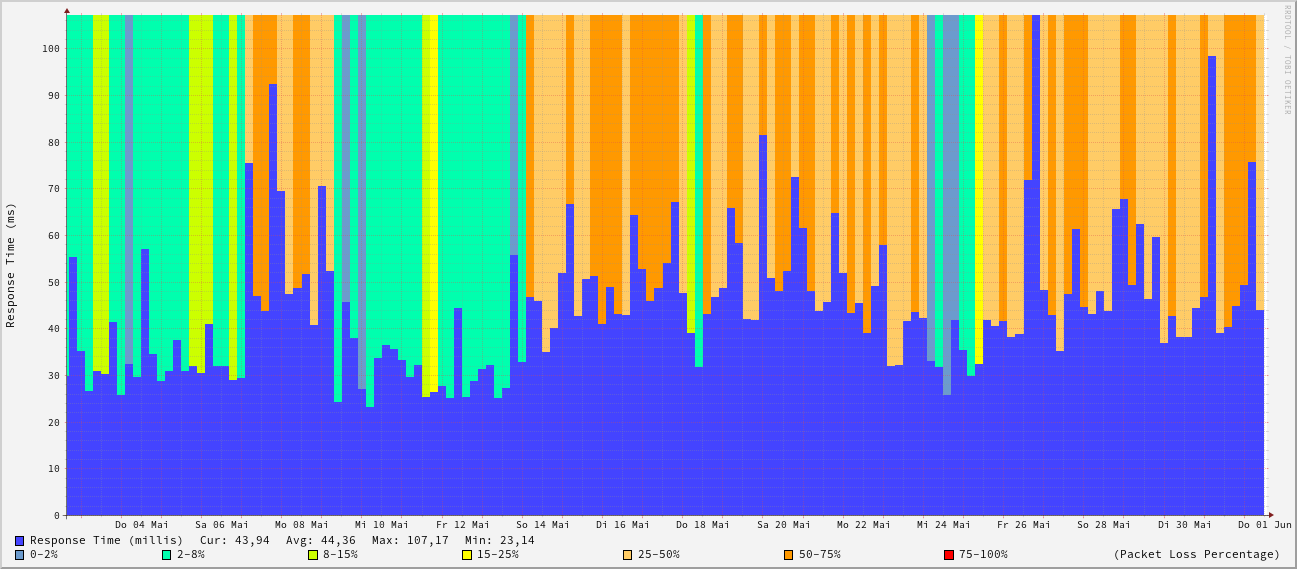 RRDTOOL / TOBI OETIKER
Response Time (ms)
100
90
80
70
60
50
40
30
20
10
0
Do 04 Mai Sa 06 Mai Mo 08 Mai Mi 10 Mai Fr 12 Mai So 14 Mai Di 16 Mai Do 18 Mai Sa 20 Mai Mo 22 Mai Mi 24 Mai Fr 26 Mai So 28 Mai Di 30 Mai Do 01 Jun
Response Time (millis) Cur: 43,94 Avg: 44,36 Max: 107,17 Min: 23,14
0-2% 2-8% 8-15% 15-25% 25-50% 50-75% 75-100% (Packet Loss Percentage)